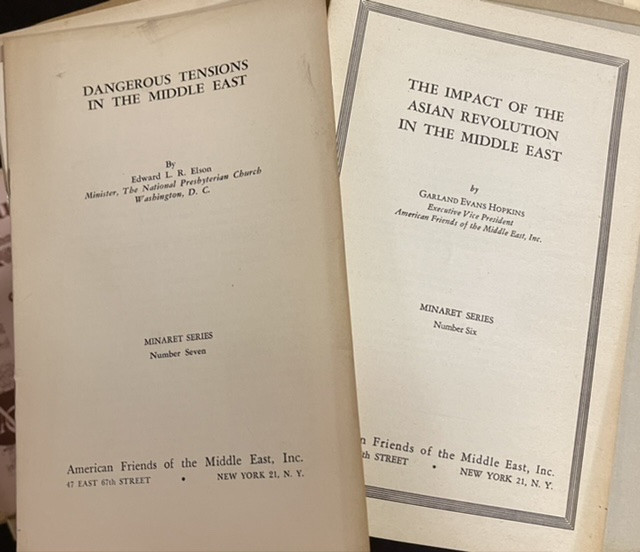 DANGEROUS TENSIONS
IN THE MIDDLE EAST
By
Edward L. R. Elson
Minister, The National Presbyterian Church
Washington, D. C.
MINARET SERIES
Number Seven
American Friends of the Middle East, Inc.
47 EAST 67th STREET • NEW YORK 21, N. Y.
THE IMPACT OF THE
ASIAN REVOLUTION
IN THE MIDDLE EAST
by
GARLAND EVANS HOPKINS
Executive Vice President
American Friends of the Middle East, Inc.
MINARET SERIES
Number Six
n Friends of the Middle East, Inc.
th STREET • NEW YORK 21, N. Y.